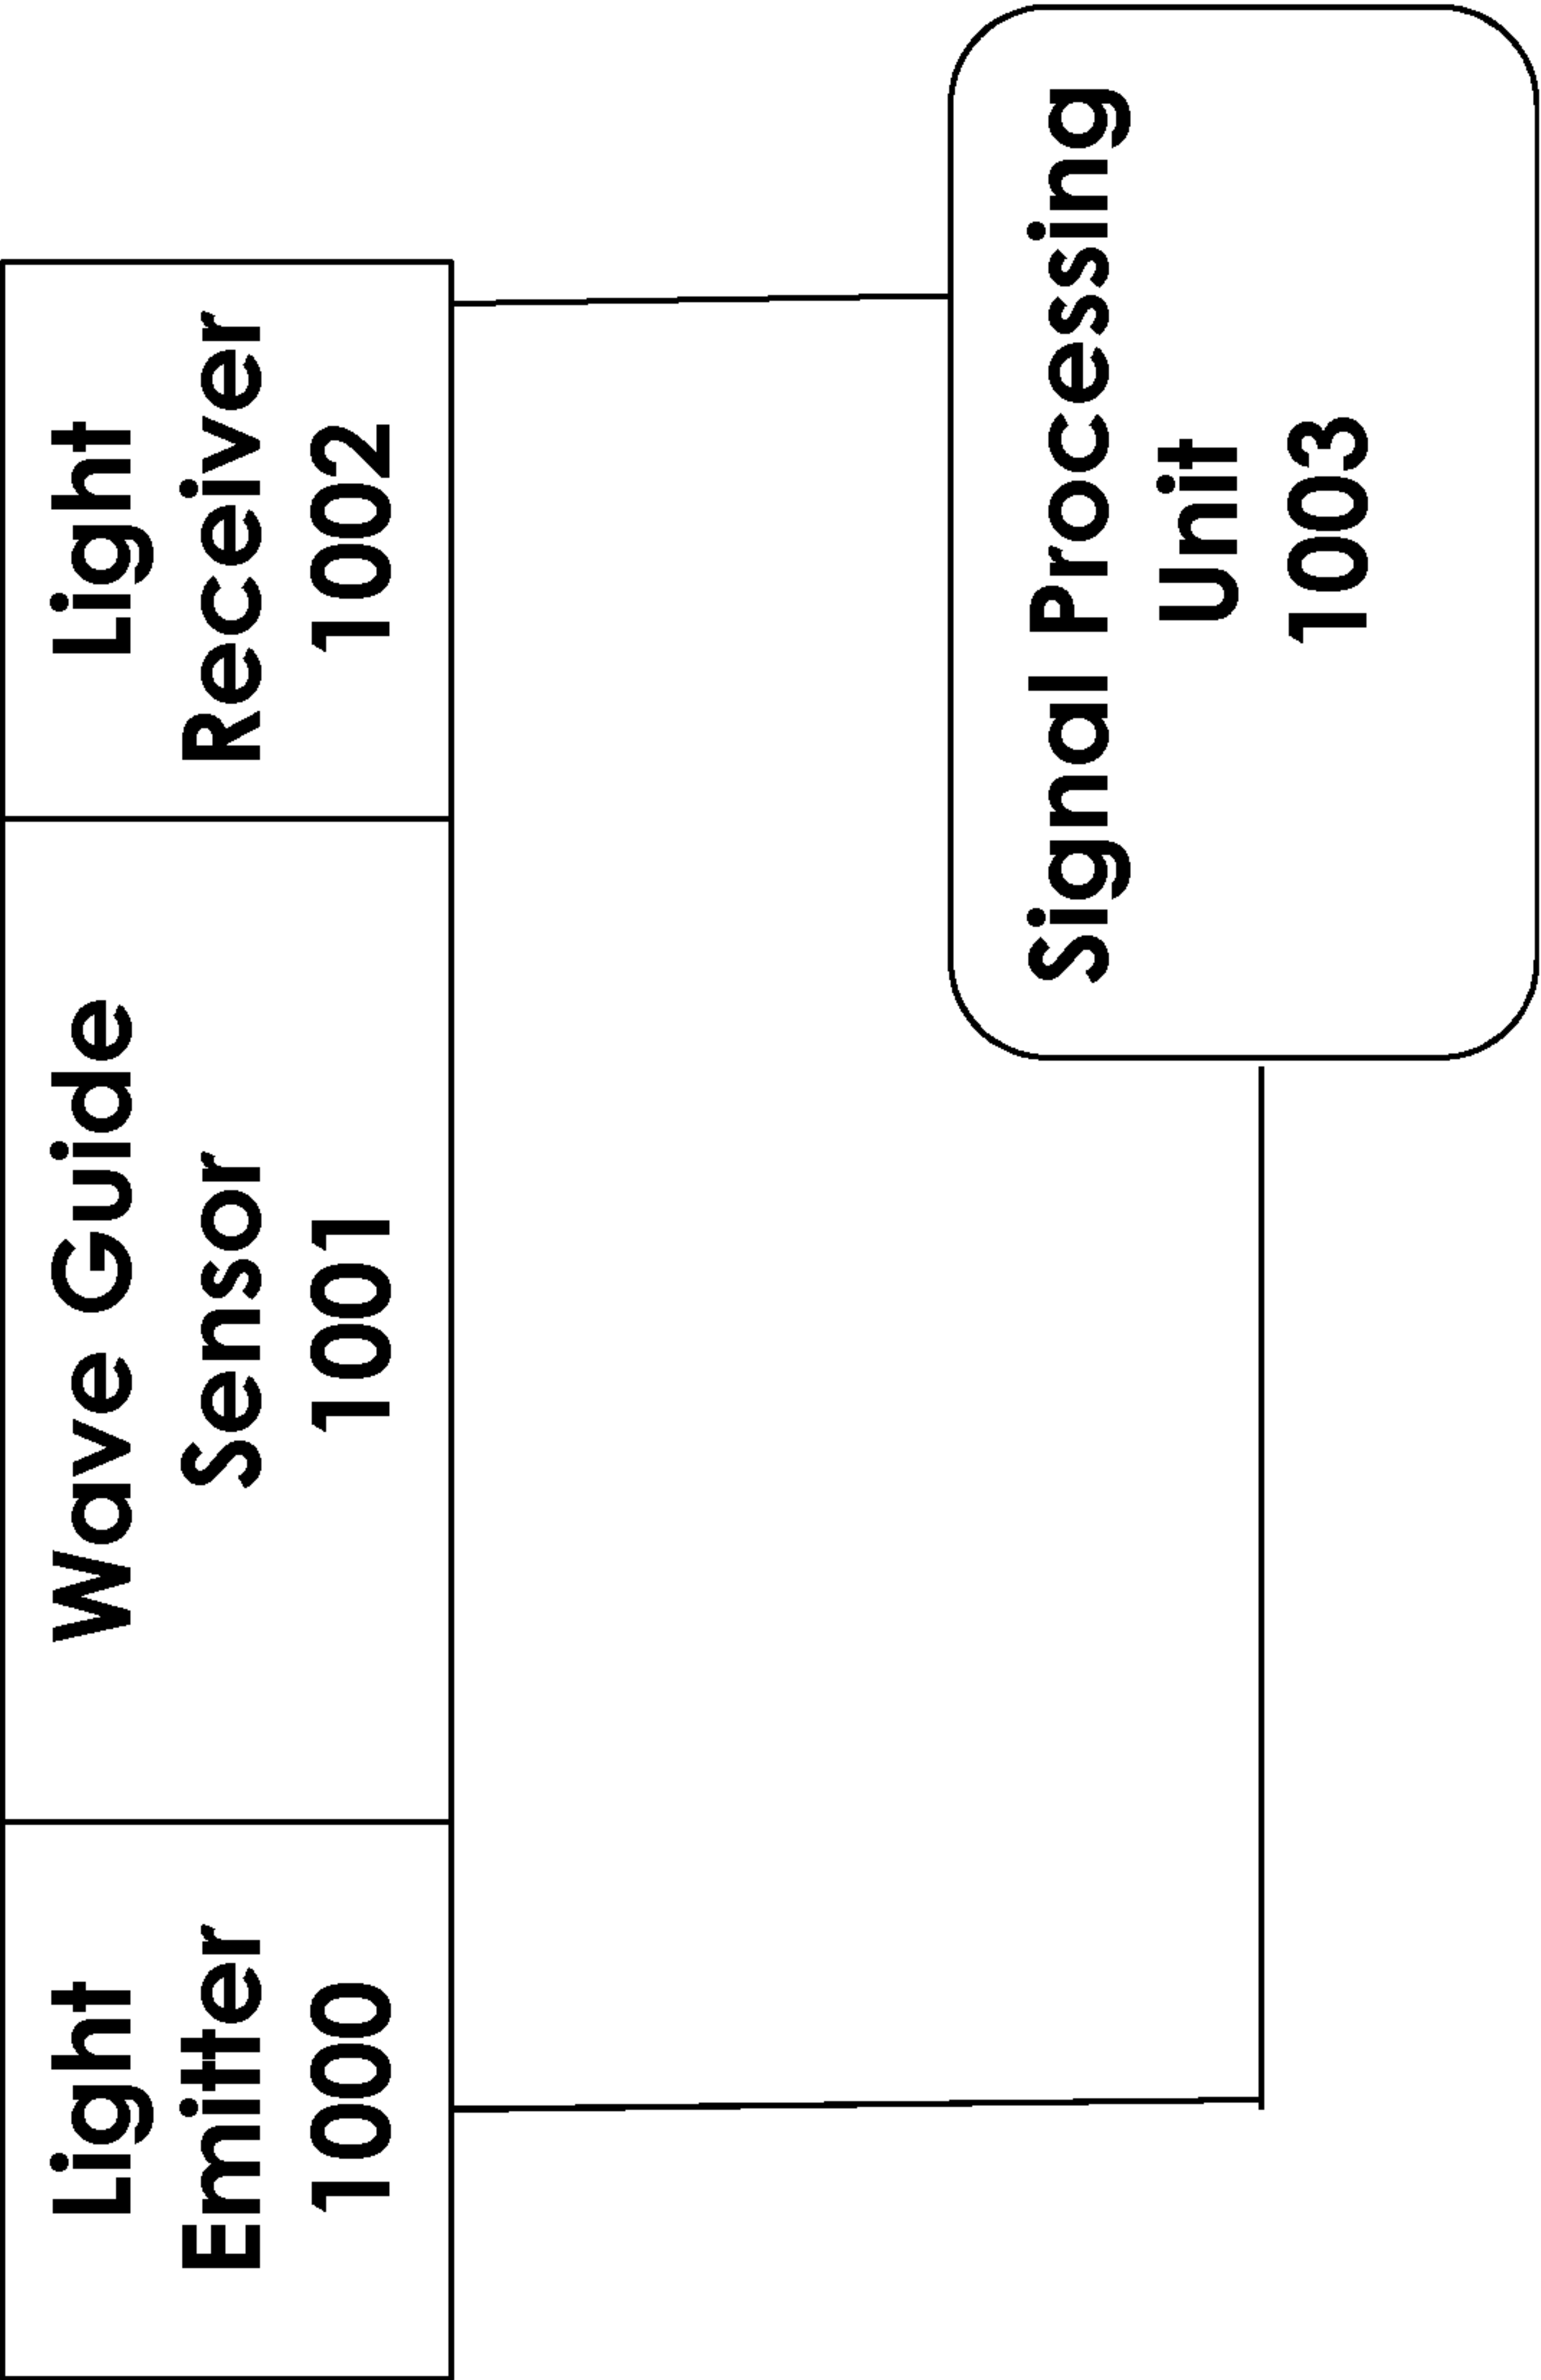 Light
Emitter
1000
Wave Guide
Sensor
1001
Light
Receiver
1002
Signal Processing
Unit
1003